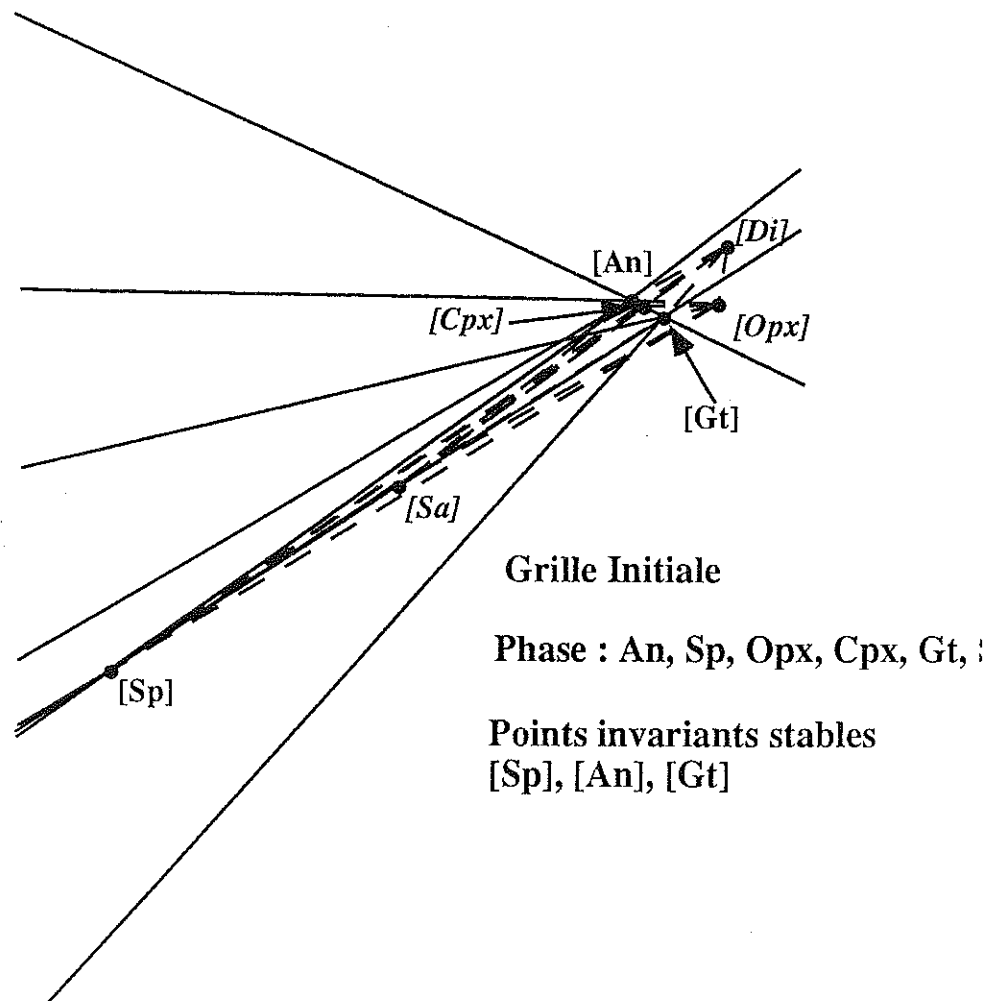 [Di]
[An]
[Cpx]
[Opx]
[Gt]
[Sa]
Grille Initiale
Phase : An, Sp, Opx, Cpx, Gt,
[Sp]
Points invariants stables
[Sp], [An], [Gt]